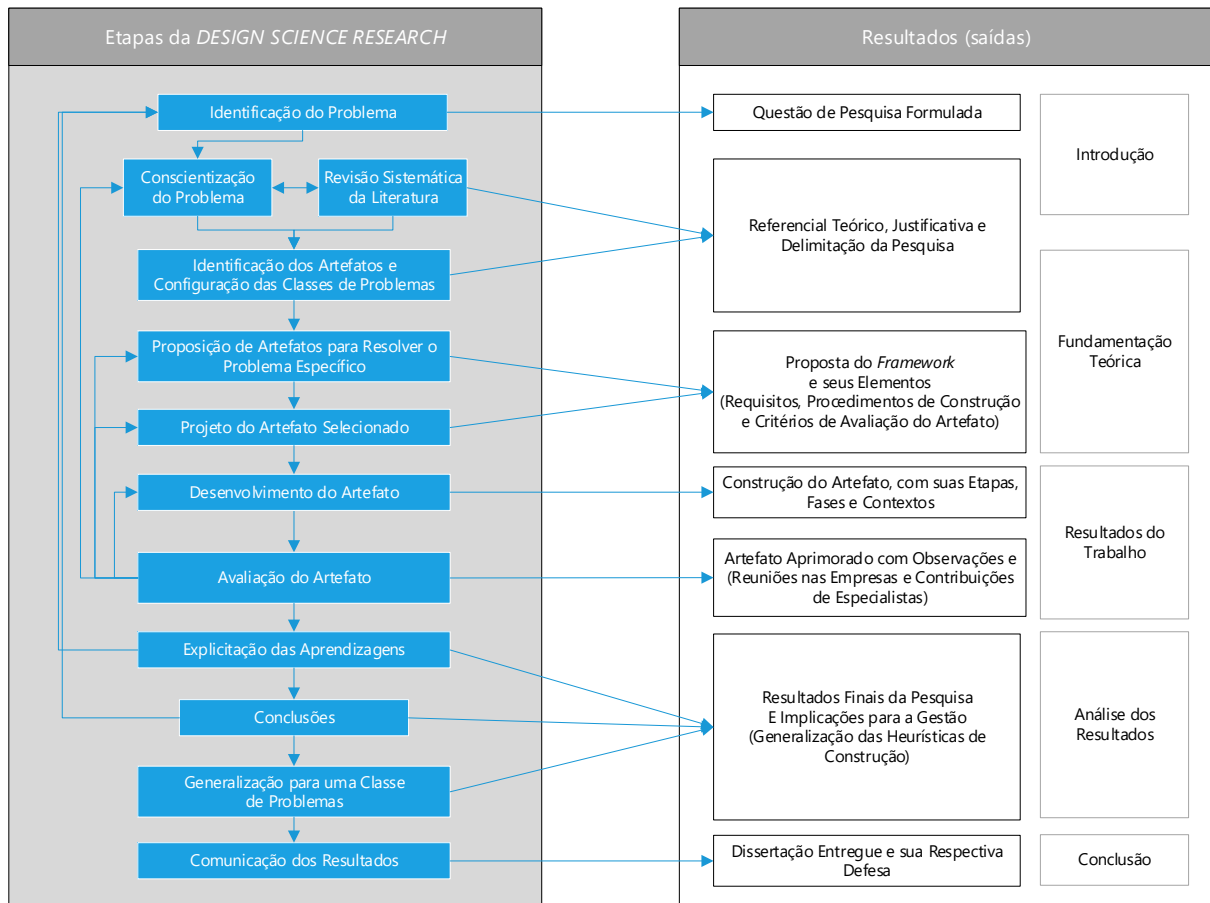 Etapas da DESIGN SCIENCE RESEARCH
Identificação do Problema
Conscientização
do Problema
Revisão Sistemática
da Literatura
Identificação dos Artefatos e
Configuração das Classes de Problemas
Proposição de Artefatos para Resolver o
Problema Específico
Projeto do Artefato Selecionado
Desenvolvimento do Artefato
Avaliação do Artefato
Explicitação das Aprendizagens
Conclusões
Generalização para uma Classe
de Problemas
Comunicação dos Resultados
Resultados (saídas)
Questão de Pesquisa Formulada
Referencial Teórico, Justificativa e
Delimitação da Pesquisa
Proposta do Framework
e seus Elementos
(Requisitos, Procedimentos de Construção
e Critérios de Avaliação do Artefato)
Construção do Artefato, com suas Etapas,
Fases e Contextos
Artefato Aprimorado com Observações e
(Reuniões nas Empresas e Contribuições
de Especialistas)
Resultados Finais da Pesquisa
E Implicações para a Gestão
(Generalização das Heurísticas de
Construção)
Dissertação Entregue e sua Respectiva
Defesa
Introdução
Fundamentação
Teórica
Resultados do
Trabalho
Análise dos
Resultados
Conclusão